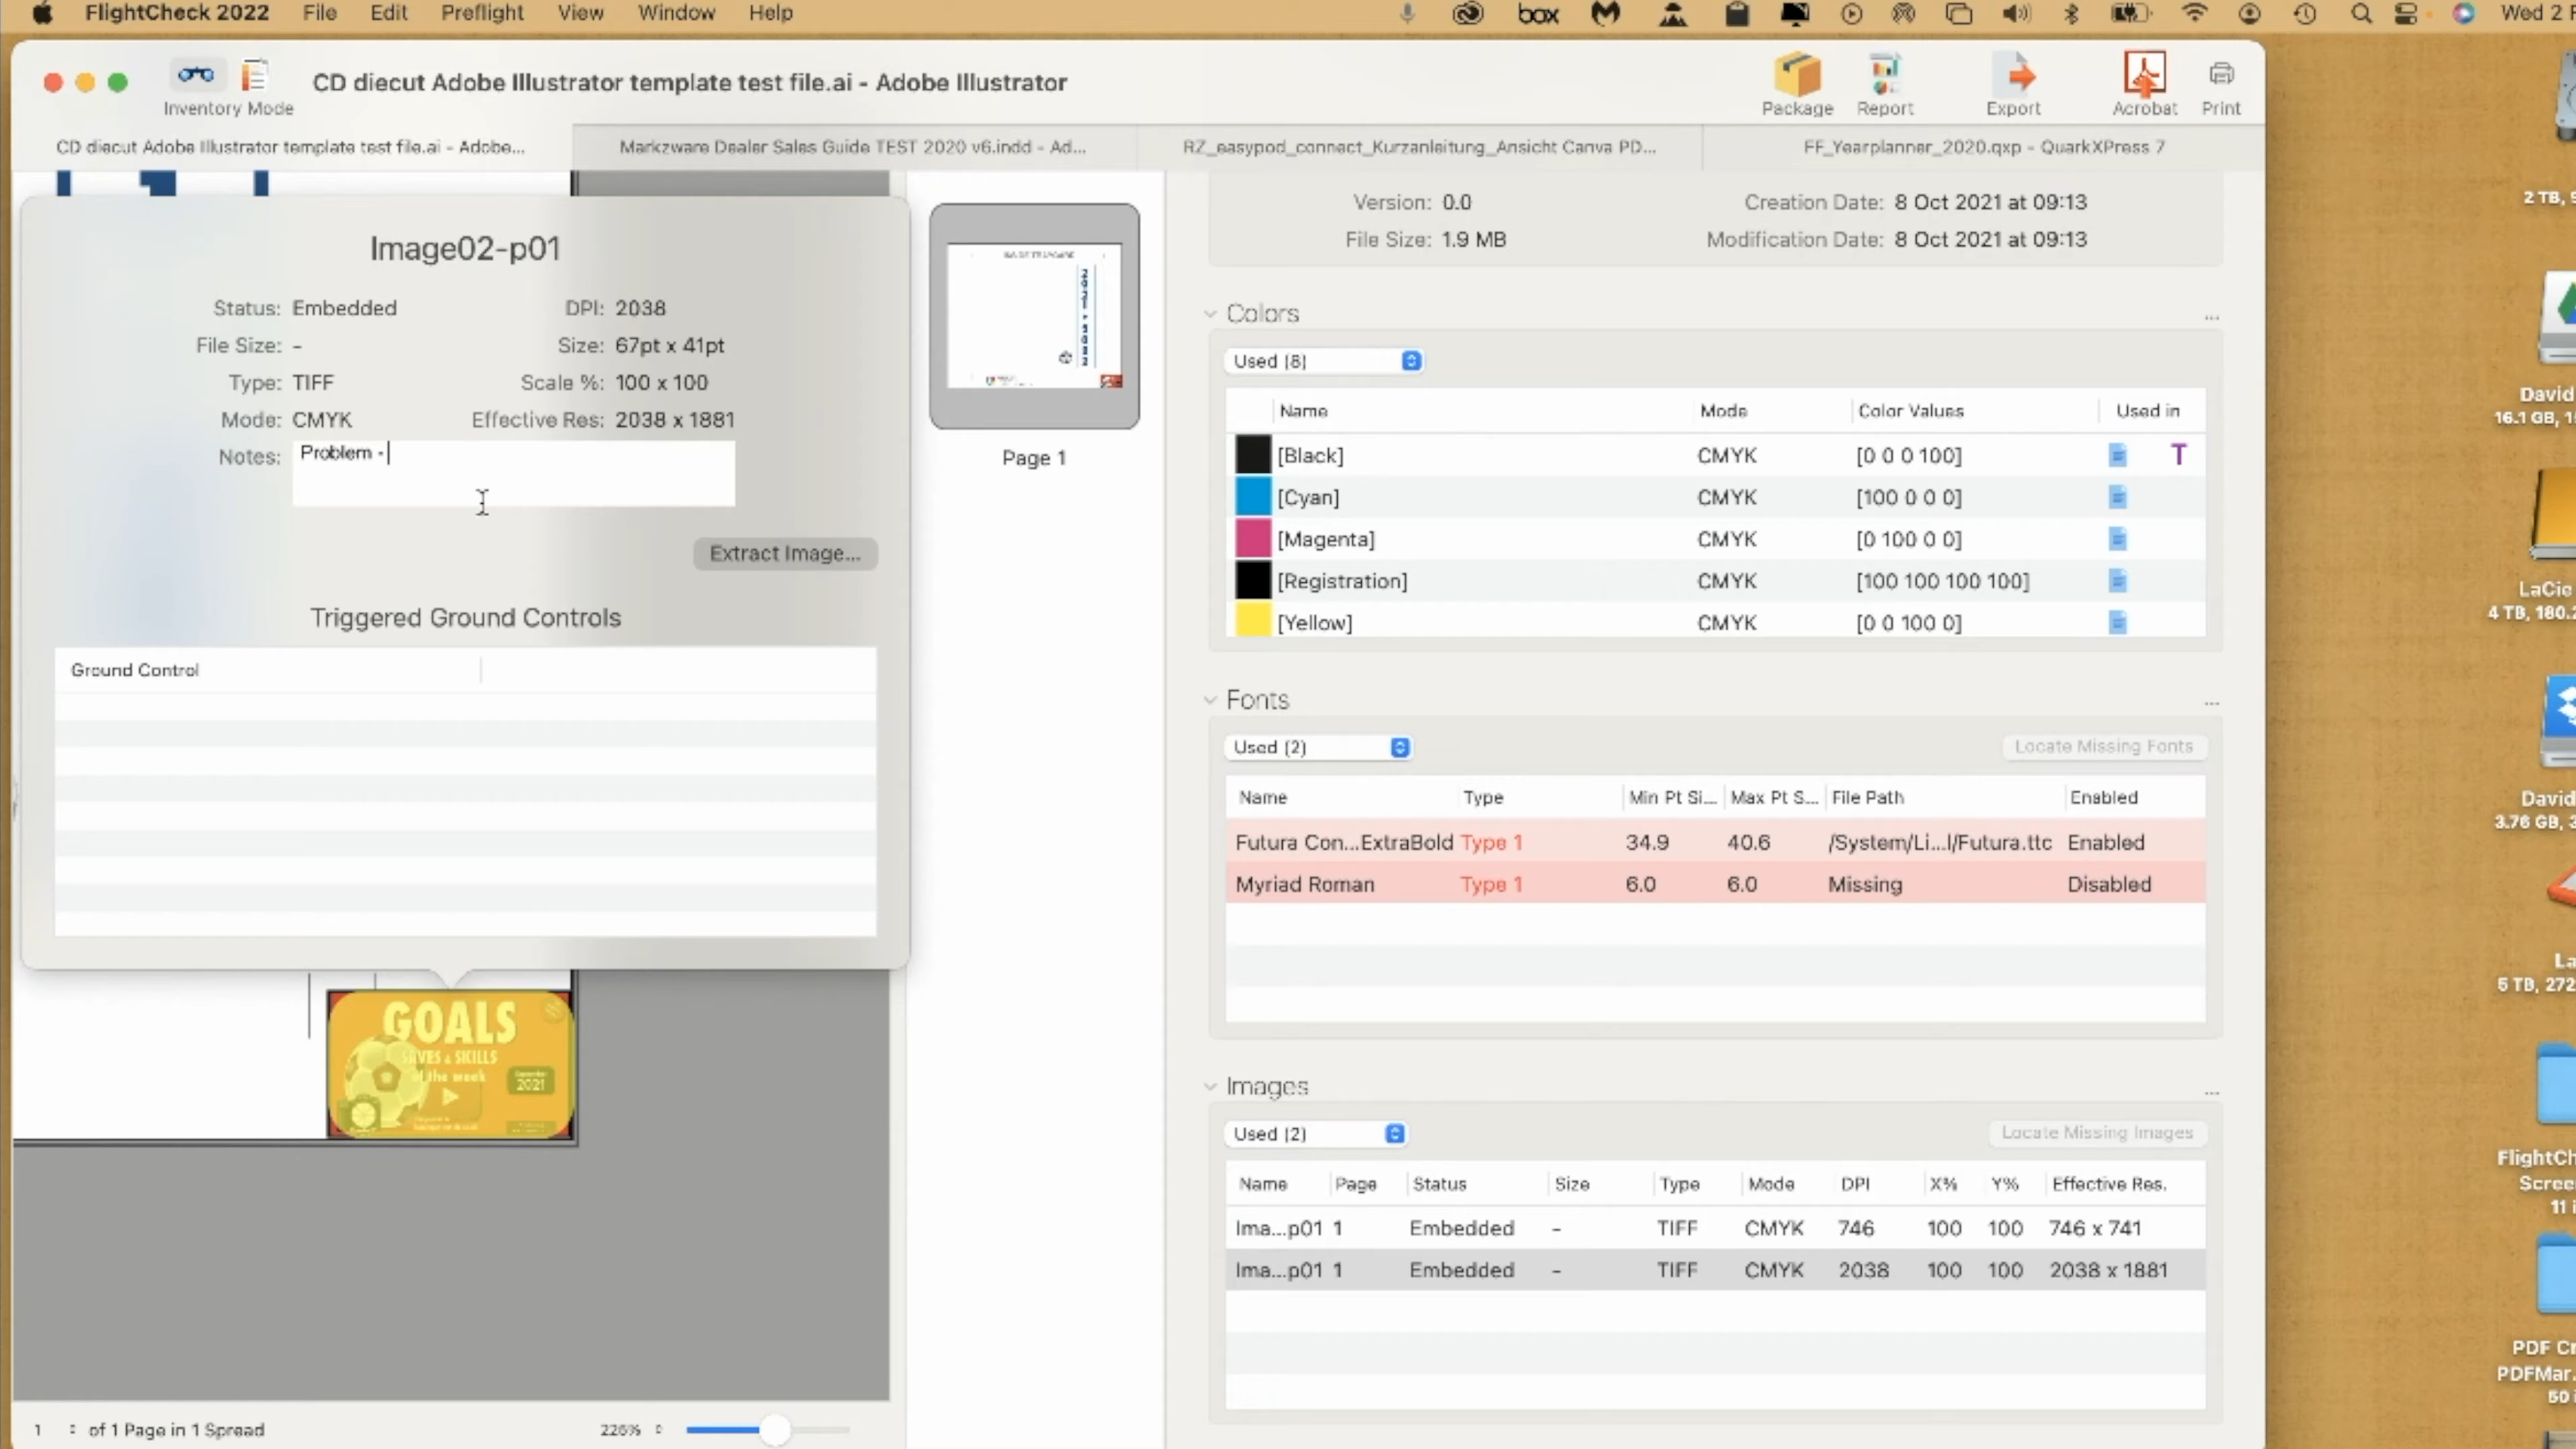 FlightCheck 2022 File Edit Preflight View Window Help box Wed 2 F
Inventory Mode
CD diecut Adobe Illustrator template test file.ai - Adobe Illustrator
Package Report Export Acrobat Print
CD diecut Adobe Illustrator template test file.ai - Adobe...
Markzware Dealer Sales Guide TEST 2020 v6.indd - Ad...
RZ_easypod_connect_Kurzanleitung_Ansicht Canva PD...
FF_Yearplanner_2020.qxp - QuarkXPress 7
Image02-p01
Status: Embedded DPI: 2038
File Size: - Size: 67pt x 41pt
Type: TIFF Scale %: 100 x 100
Mode: CMYK Effective Res: 2038 x 1881
Notes: Problem -
Extract Image...
Triggered Ground Controls
Ground Control
GOALS
& SKILLS
the week
2021
1 of 1 Page in 1 Spread 226%
Page 1
Version: 0.0 Creation Date: 8 Oct 2021 at 09:13
File Size: 1.9 MB Modification Date: 8 Oct 2021 at 09:13
Colors ...
Used (8)
Name Mode Color Values Used in
[Black] CMYK [0 0 0 100] T
[Cyan] CMYK [100 0 0 0]
[Magenta] CMYK [0 100 0 0]
[Registration] CMYK [100 100 100 100]
[Yellow] CMYK [0 0 100 0]
Fonts ...
Used (2) Locate Missing Fonts
Name Type Min Pt Si... Max Pt S... File Path Enabled
Futura Con...ExtraBold Type 1 34.9 40.6 /System/Li...l/Futura.ttc Enabled
Myriad Roman Type 1 6.0 6.0 Missing Disabled
Images ...
Used (2) Locate Missing Images
Name Page Status Size Type Mode DPI X% Y% Effective Res.
Ima...p01 1 Embedded - TIFF CMYK 746 100 100 746 x 741
Ima...p01 1 Embedded - TIFF CMYK 2038 100 100 2038 x 1881
2 TB, 
David
16.1 GB, 1
LaCie
4 TB, 180.2
David
3.76 GB, 3
La
5 TB, 272
FlightCh
Scree
11 i
PDF Cr
PDFMar.
50 i